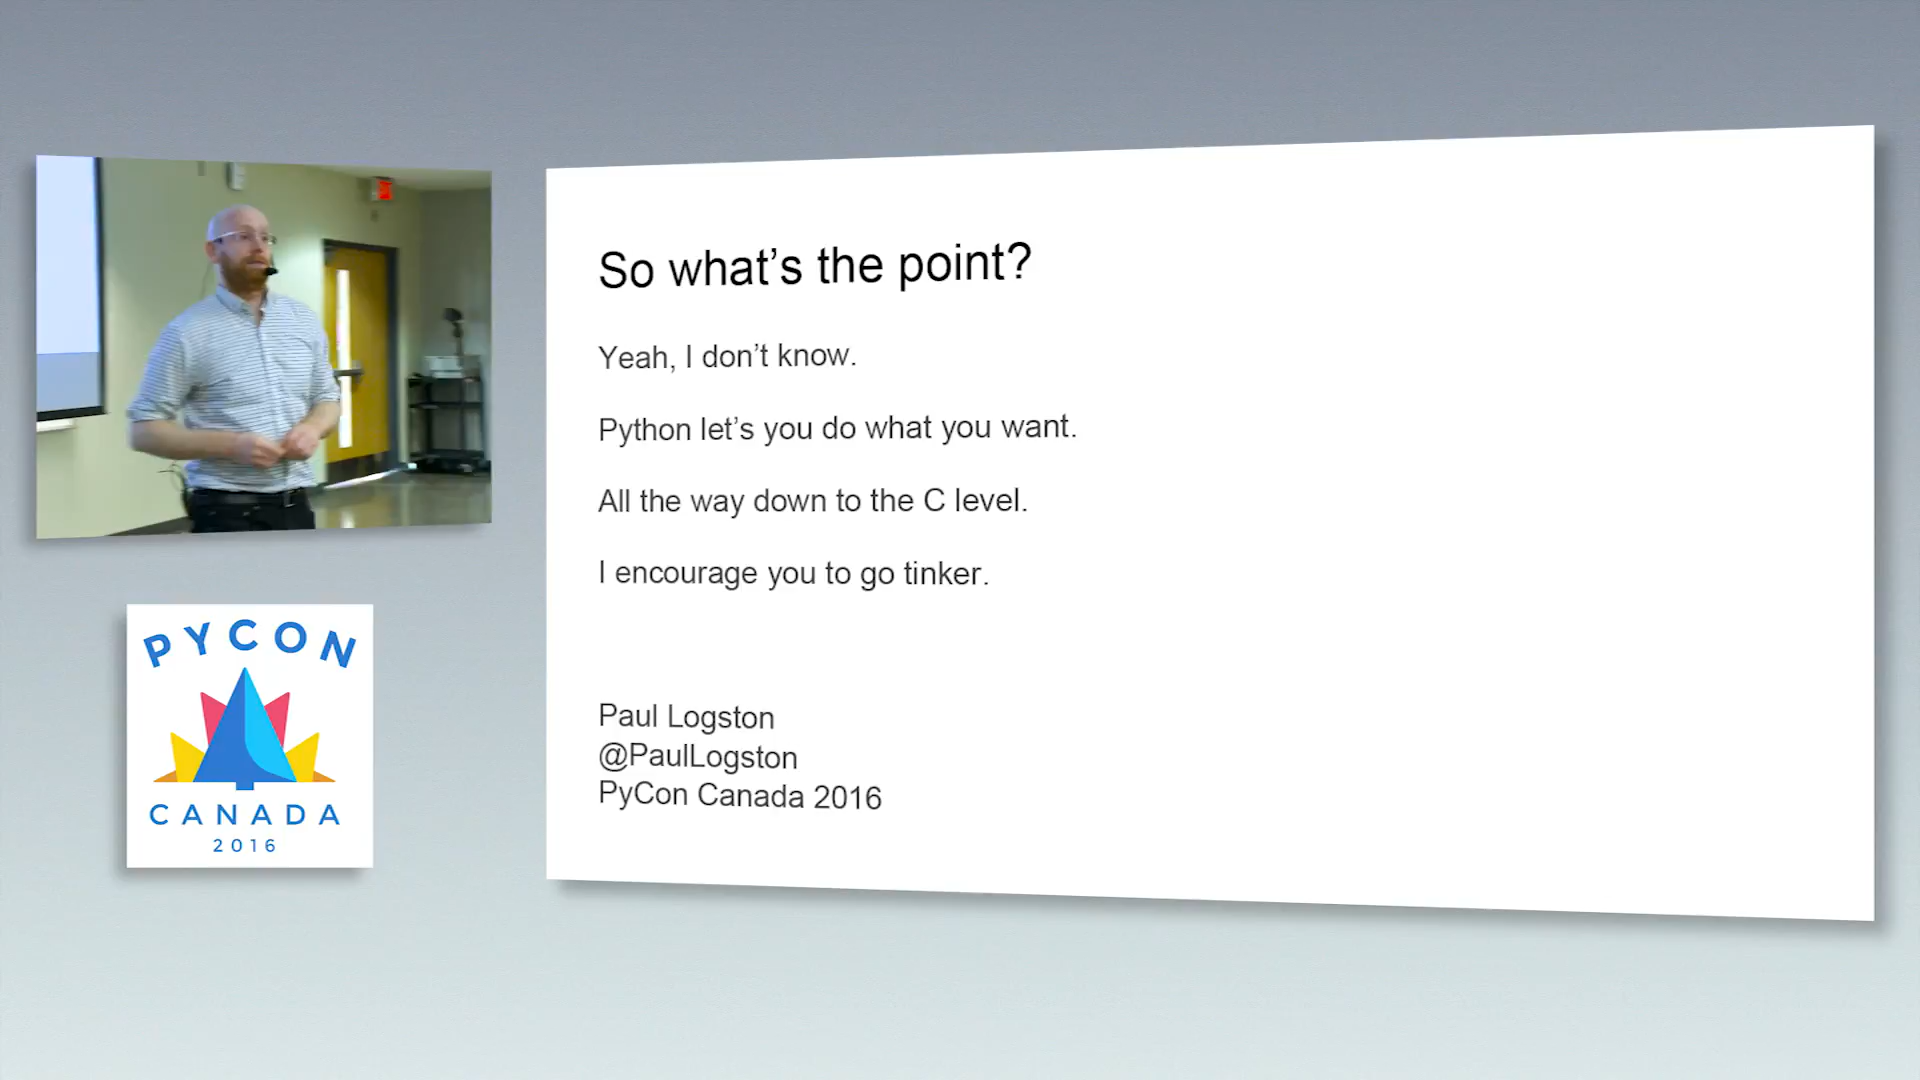 So what's the point?
Yeah, I don't know.
Python let's you do what you want.
All the way down to the C level.
I encourage you to go tinker.
Paul Logston
@PaulLogston
PyCon Canada 2016
PYCON
CANADA
2016